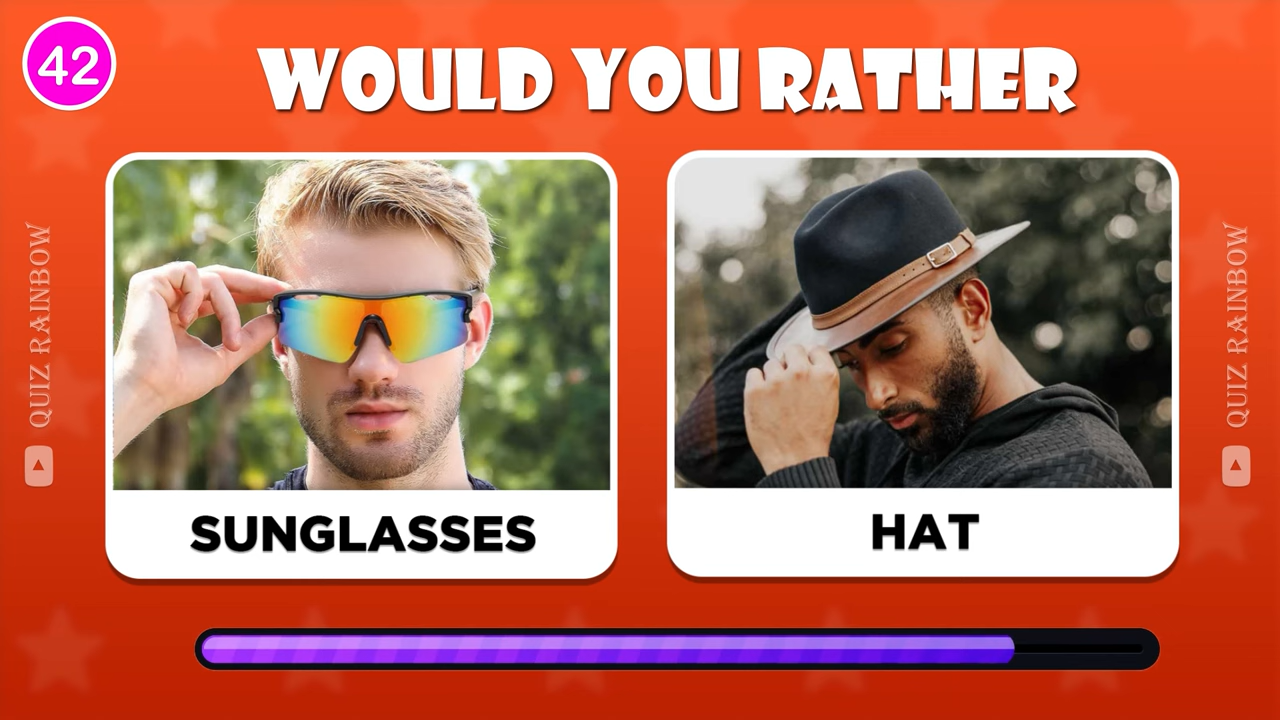 42
WOULD YOU RATHER
SUNGLASSES
HAT
QUIZ RAINBOW
QUIZ RAINBOW